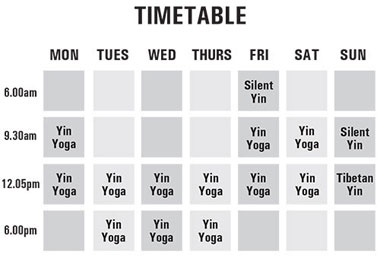 TIMETABLE
MON TUES WED THURS FRI SAT SUN
6.00am
Silent
Yin
9.30am
Yin
Yoga
Yin
Yoga
Yin
Yoga
Silent
Yin
12.05pm
Yin
Yoga
Yin
Yoga
Yin
Yoga
Yin
Yoga
Yin
Yoga
Yin
Yoga
Tibetan
Yin
6.00pm
Yin
Yoga
Yin
Yoga
Yin
Yoga